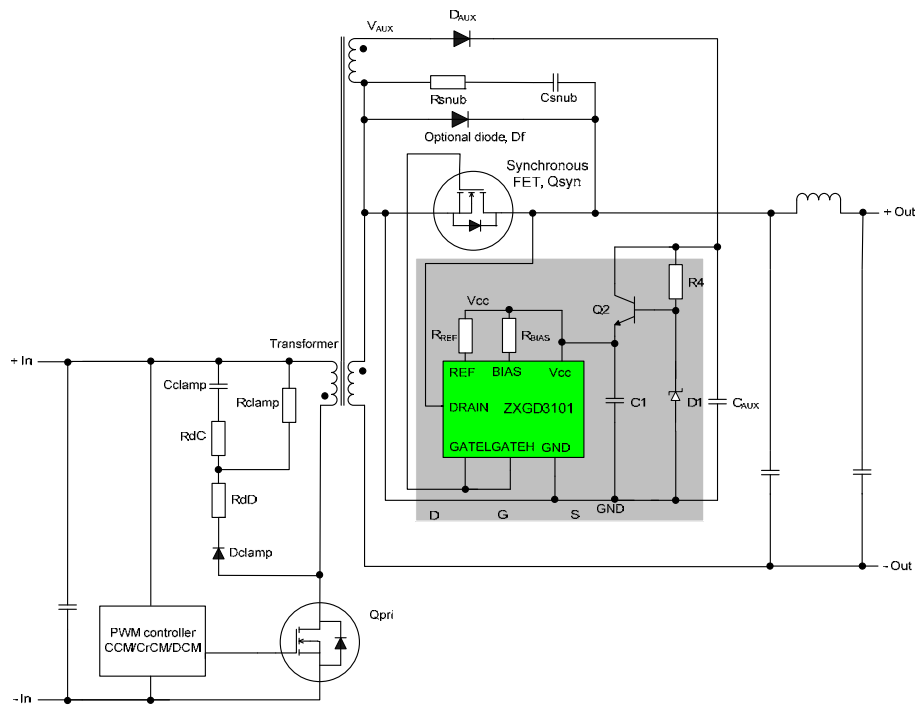 DAUX
VAUX
Rsnub
Csnub
Optional diode, Df
Synchronous
FET, Qsyn
+ Out
R4
Q2
Vcc
RREF
RBIAS
Transformer
+ In
REF BIAS Vcc
Cclamp
Rclamp
ZXGD3101
DRAIN
C1
D1
CAUX
RdC
GATEL GATEH GND
RdD
GND
D G S
Dclamp
- Out
Qpri
PWM controller
CCM/CrCM/DCM
- In